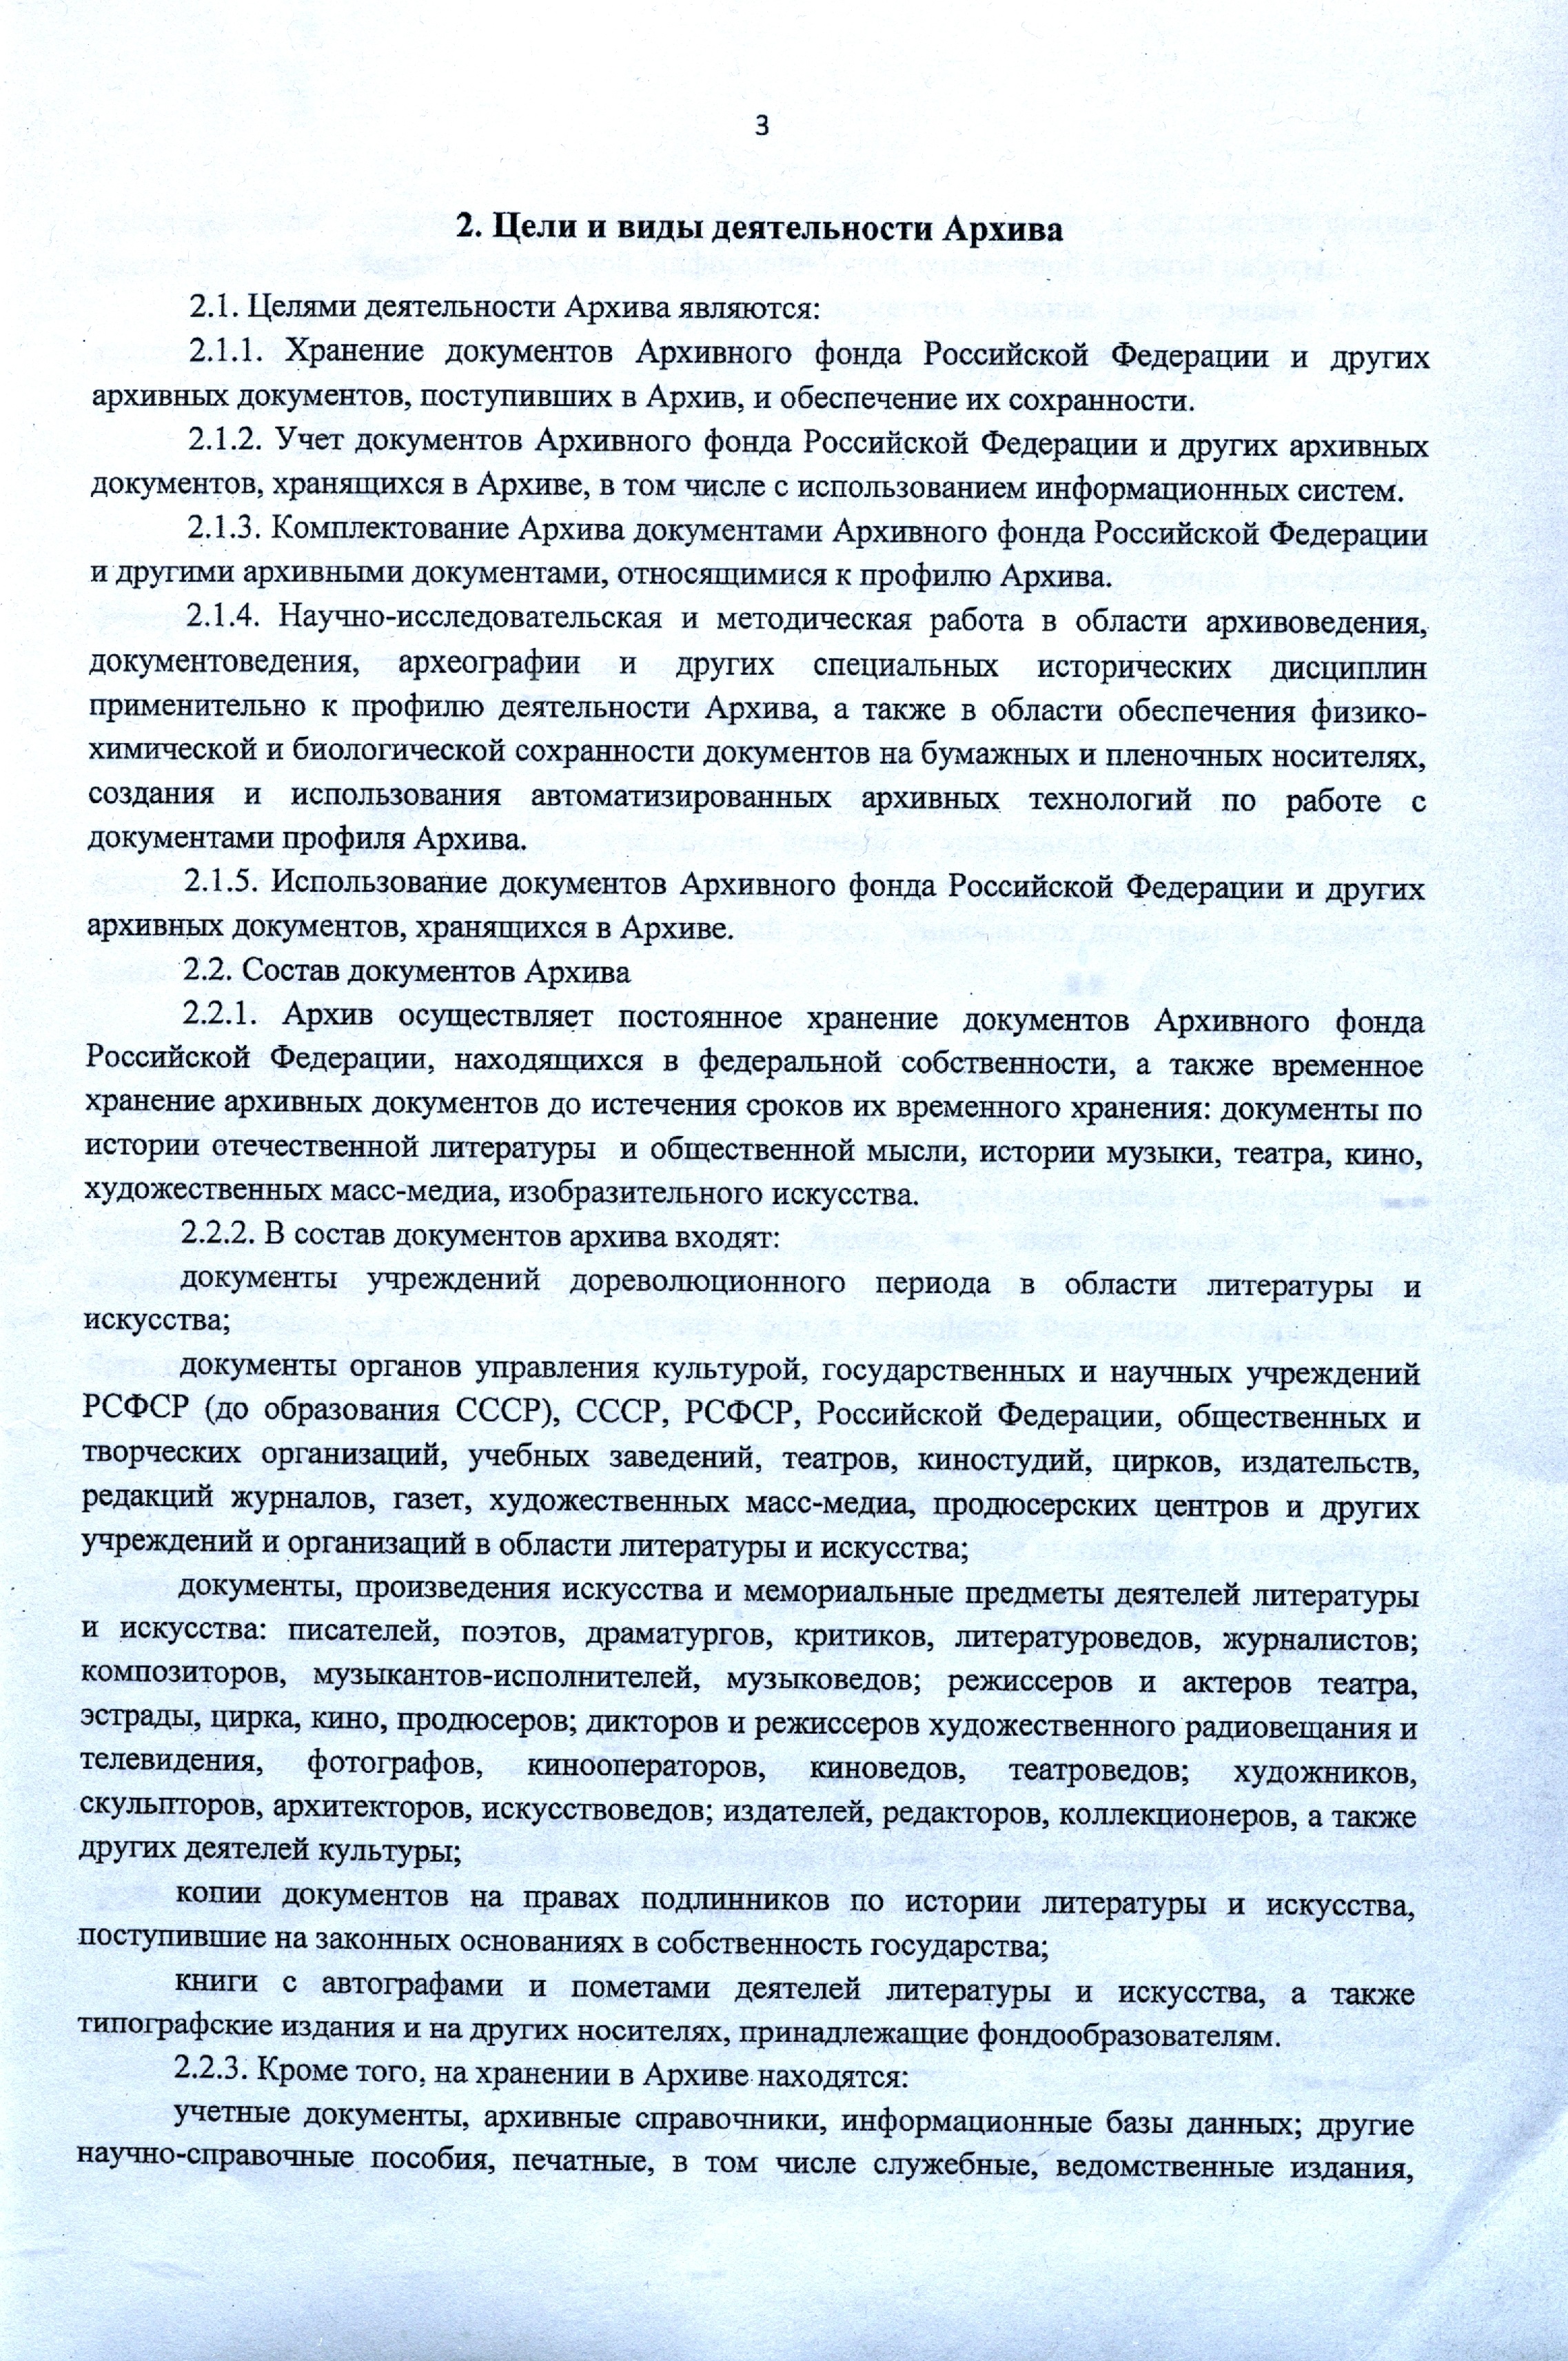 3
2. Цели и виды деятельности Архива
2.1. Целями деятельности Архива являются:
2.1.1. Хранение документов Архивного фонда Российской Федерации и других
архивных документов, поступивших в Архив, и обеспечение их сохранности.
2.1.2. Учет документов Архивного фонда Российской Федерации и других архивных
документов, хранящихся в Архиве, в том числе с использованием информационных систем.
2.1.3. Комплектование Архива документами Архивного фонда Российской Федерации
и другими архивными документами, относящимися к профилю Архива.
2.1.4. Научно-исследовательская и методическая работа в области архивоведения,
документоведения, археографии и других специальных исторических дисциплин
применительно к профилю деятельности Архива, а также в области обеспечения физико-
химической и биологической сохранности документов на бумажных и пленочных носителях,
создания и использования автоматизированных архивных технологий по работе с
документами профиля Архива.
2.1.5. Использование документов Архивного фонда Российской Федерации и других
архивных документов, хранящихся в Архиве.
2.2. Состав документов Архива
2.2.1. Архив осуществляет постоянное хранение документов Архивного фонда
Российской Федерации, находящихся в федеральной собственности, а также временное
хранение архивных документов до истечения сроков их временного хранения: документы по
истории отечественной литературы и общественной мысли, истории музыки, театра, кино,
художественных масс-медиа, изобразительного искусства.
2.2.2. В состав документов архива входят:
документы учреждений дореволюционного периода в области литературы и
искусства;
документы органов управления культурой, государственных и научных учреждений
РСФСР (до образования СССР), СССР, РСФСР, Российской Федерации, общественных и
творческих организаций, учебных заведений, театров, киностудий, цирков, издательств,
редакций журналов, газет, художественных масс-медиа, продюсерских центров и других
учреждений и организаций в области литературы и искусства;
документы, произведения искусства и мемориальные предметы деятелей литературы
и искусства: писателей, поэтов, драматургов, критиков, литературоведов, журналистов;
композиторов, музыкантов-исполнителей, музыковедов; режиссеров и актеров театра,
эстрады, цирка, кино, продюсеров; дикторов и режиссеров художественного радиовещания и
телевидения, фотографов, кинооператоров, киноведов, театроведов; художников,
скульпторов, архитекторов, искусствоведов; издателей, редакторов, коллекционеров, а также
других деятелей культуры;
копии документов на правах подлинников по истории литературы и искусства,
поступившие на законных основаниях в собственность государства;
книги с автографами и пометами деятелей литературы и искусства, а также
типографские издания и на других носителях, принадлежащие фондообразователям.
2.2.3. Кроме того, на хранении в Архиве находятся:
учетные документы, архивные справочники, информационные базы данных; другие
научно-справочные пособия, печатные, в том числе служебные, ведомственные издания,